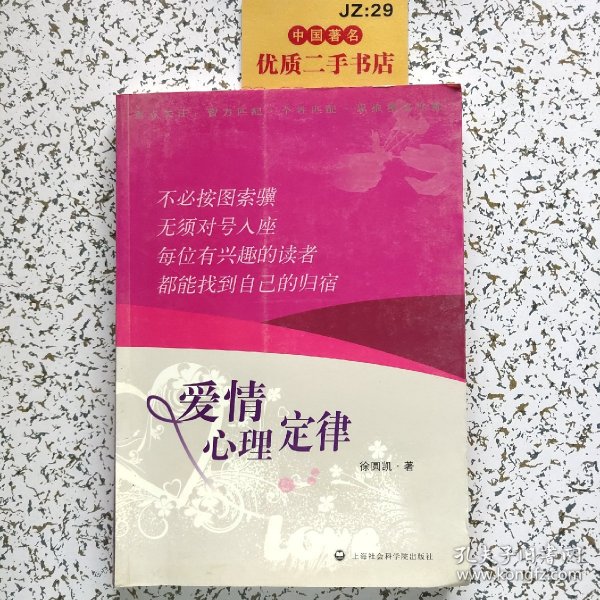 JZ:29
中国著名
优质二手书店
不必按图索骥
无须对号入座
每位有兴趣的读者
都能找到自己的归宿
爱情
心理定律
徐圆凯·著
Love
上海社会科学院出版社
孔夫子旧书网
www.kongfz.com